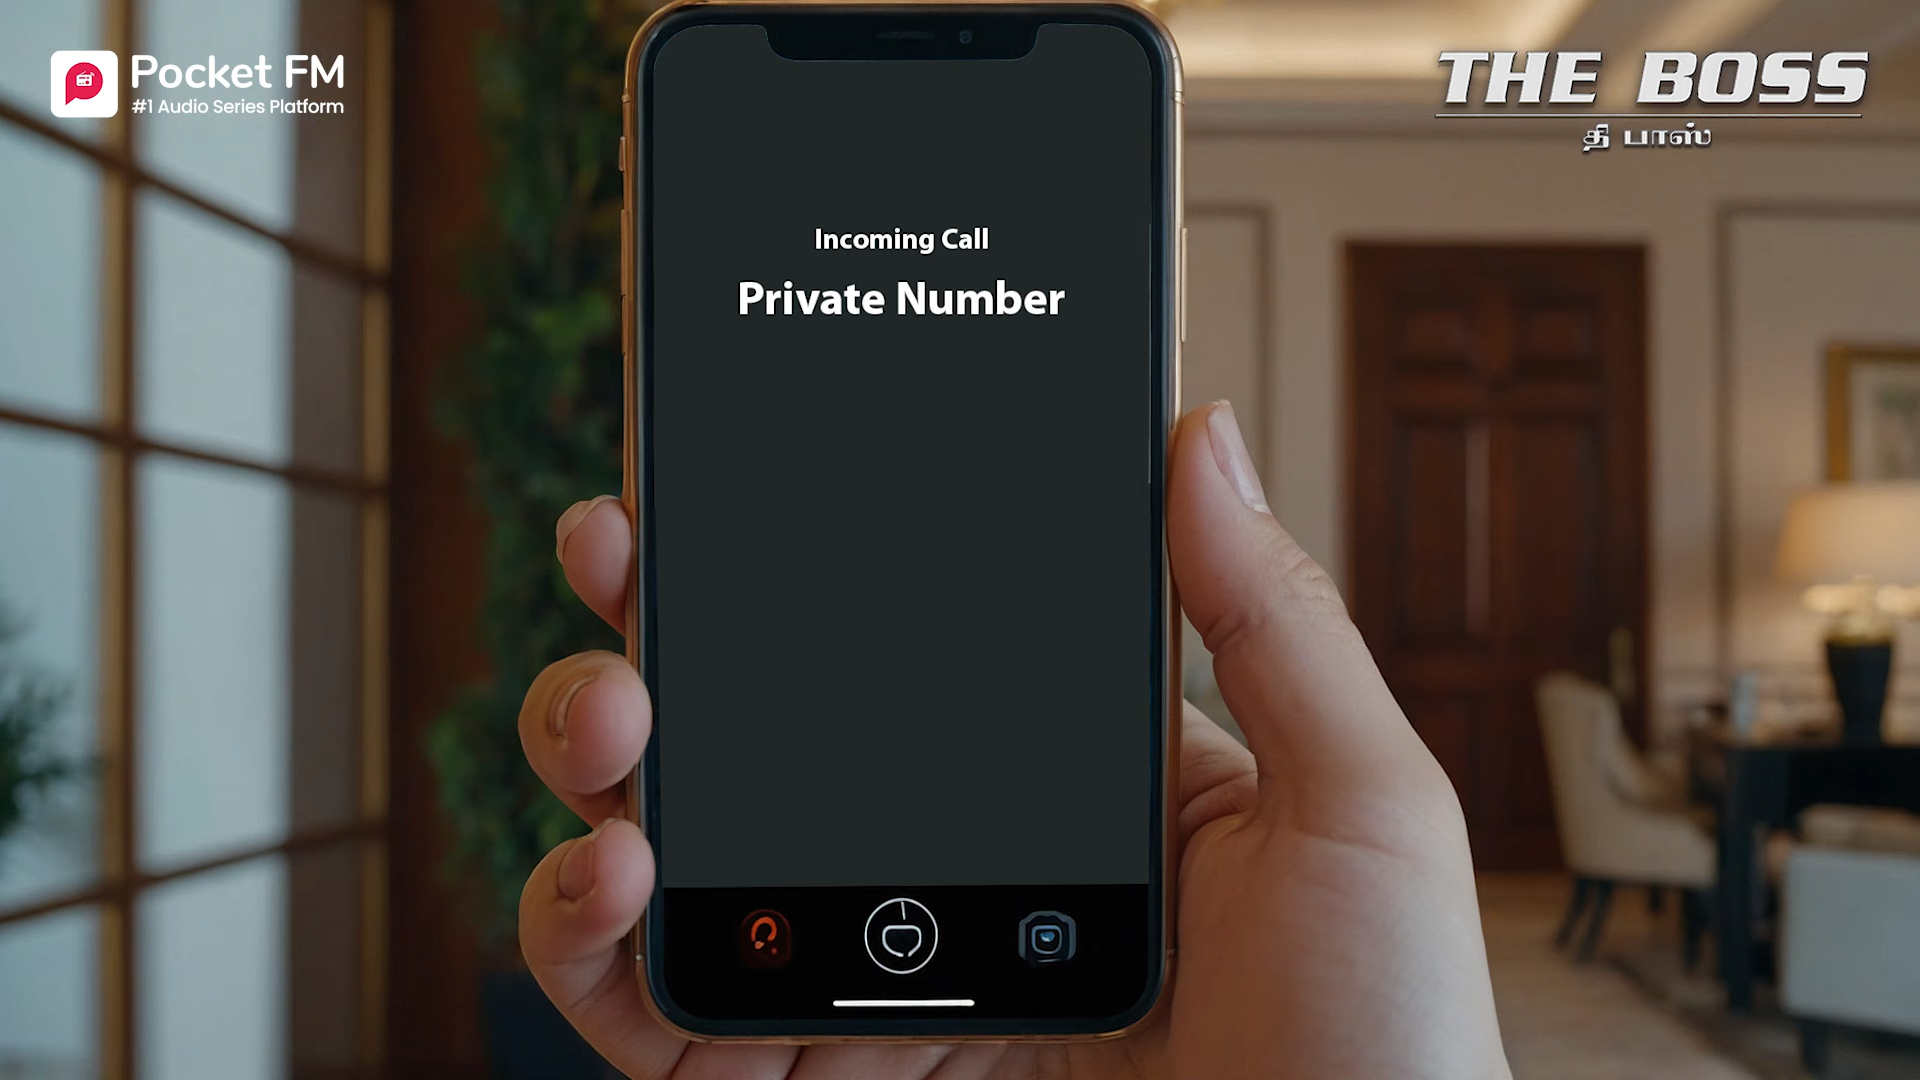 Pocket FM
#1 Audio Series Platform
THE BOSS
தி பாஸ்
Incoming Call
Private Number